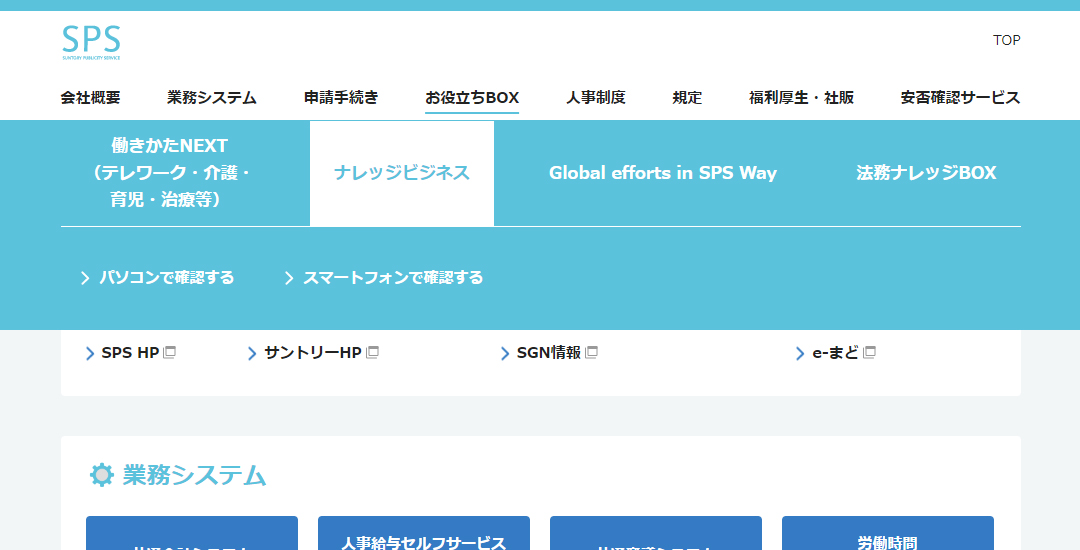 SPS
SUNTORY PUBLICITY SERVICE
TOP
会社概要 業務システム 申請手続き お役立ちBOX 人事制度 規定 福利厚生・社販 安否確認サービス
働きかたNEXT
（テレワーク・介護・
育児・治療等）
ナレッジビジネス
Global efforts in SPS Way
法務ナレッジBOX
パソコンで確認する スマートフォンで確認する
SPS HP サントリーHP SGN情報 e-まど
業務システム
人事給与セルフサービス
労働時間